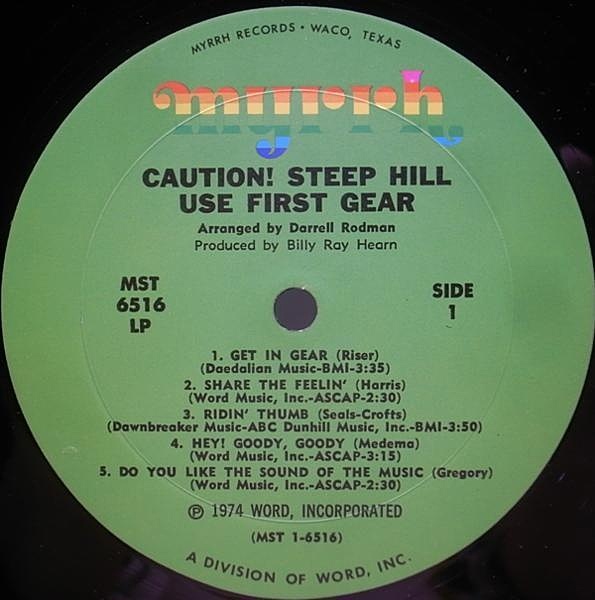 MYRRH RECORDS • WACO, TEXAS
myrrh
CAUTION! STEEP HILL
USE FIRST GEAR
Arranged by Darrell Rodman
Produced by Billy Ray Hearn
MST
6516
LP
SIDE
1
1. GET IN GEAR (Riser)
(Daedalian Music-BMI-3:35)
2. SHARE THE FEELIN' (Harris)
(Word Music, Inc.-ASCAP-2:30)
3. RIDIN' THUMB (Seals-Crofts)
(Dawnbreaker Music-ABC Dunhill Music, Inc.-BMI-3:50)
4. HEY! GOODY, GOODY (Medema)
(Word Music, Inc.-ASCAP-3:15)
5. DO YOU LIKE THE SOUND OF THE MUSIC (Gregory)
(Word Music, Inc.-ASCAP-2:30)
℗ 1974 WORD, INCORPORATED
(MST 1-6516)
A DIVISION OF WORD, INC.